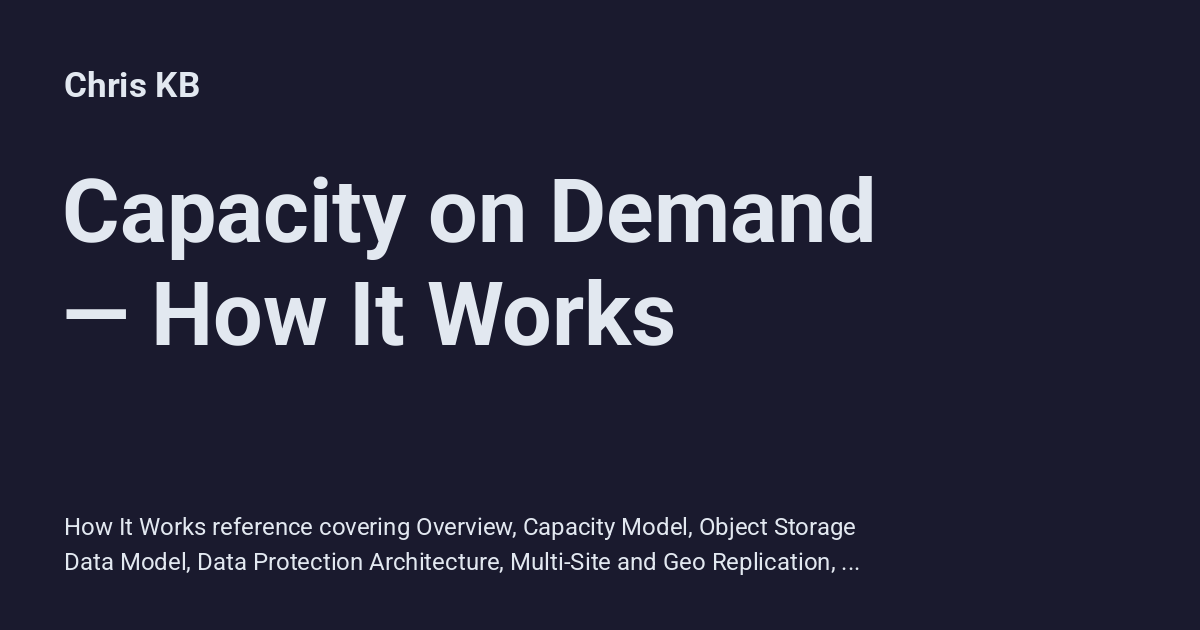 Chris KB
Capacity on Demand
— How It Works
How It Works reference covering Overview, Capacity Model, Object Storage
Data Model, Data Protection Architecture, Multi-Site and Geo Replication, ...